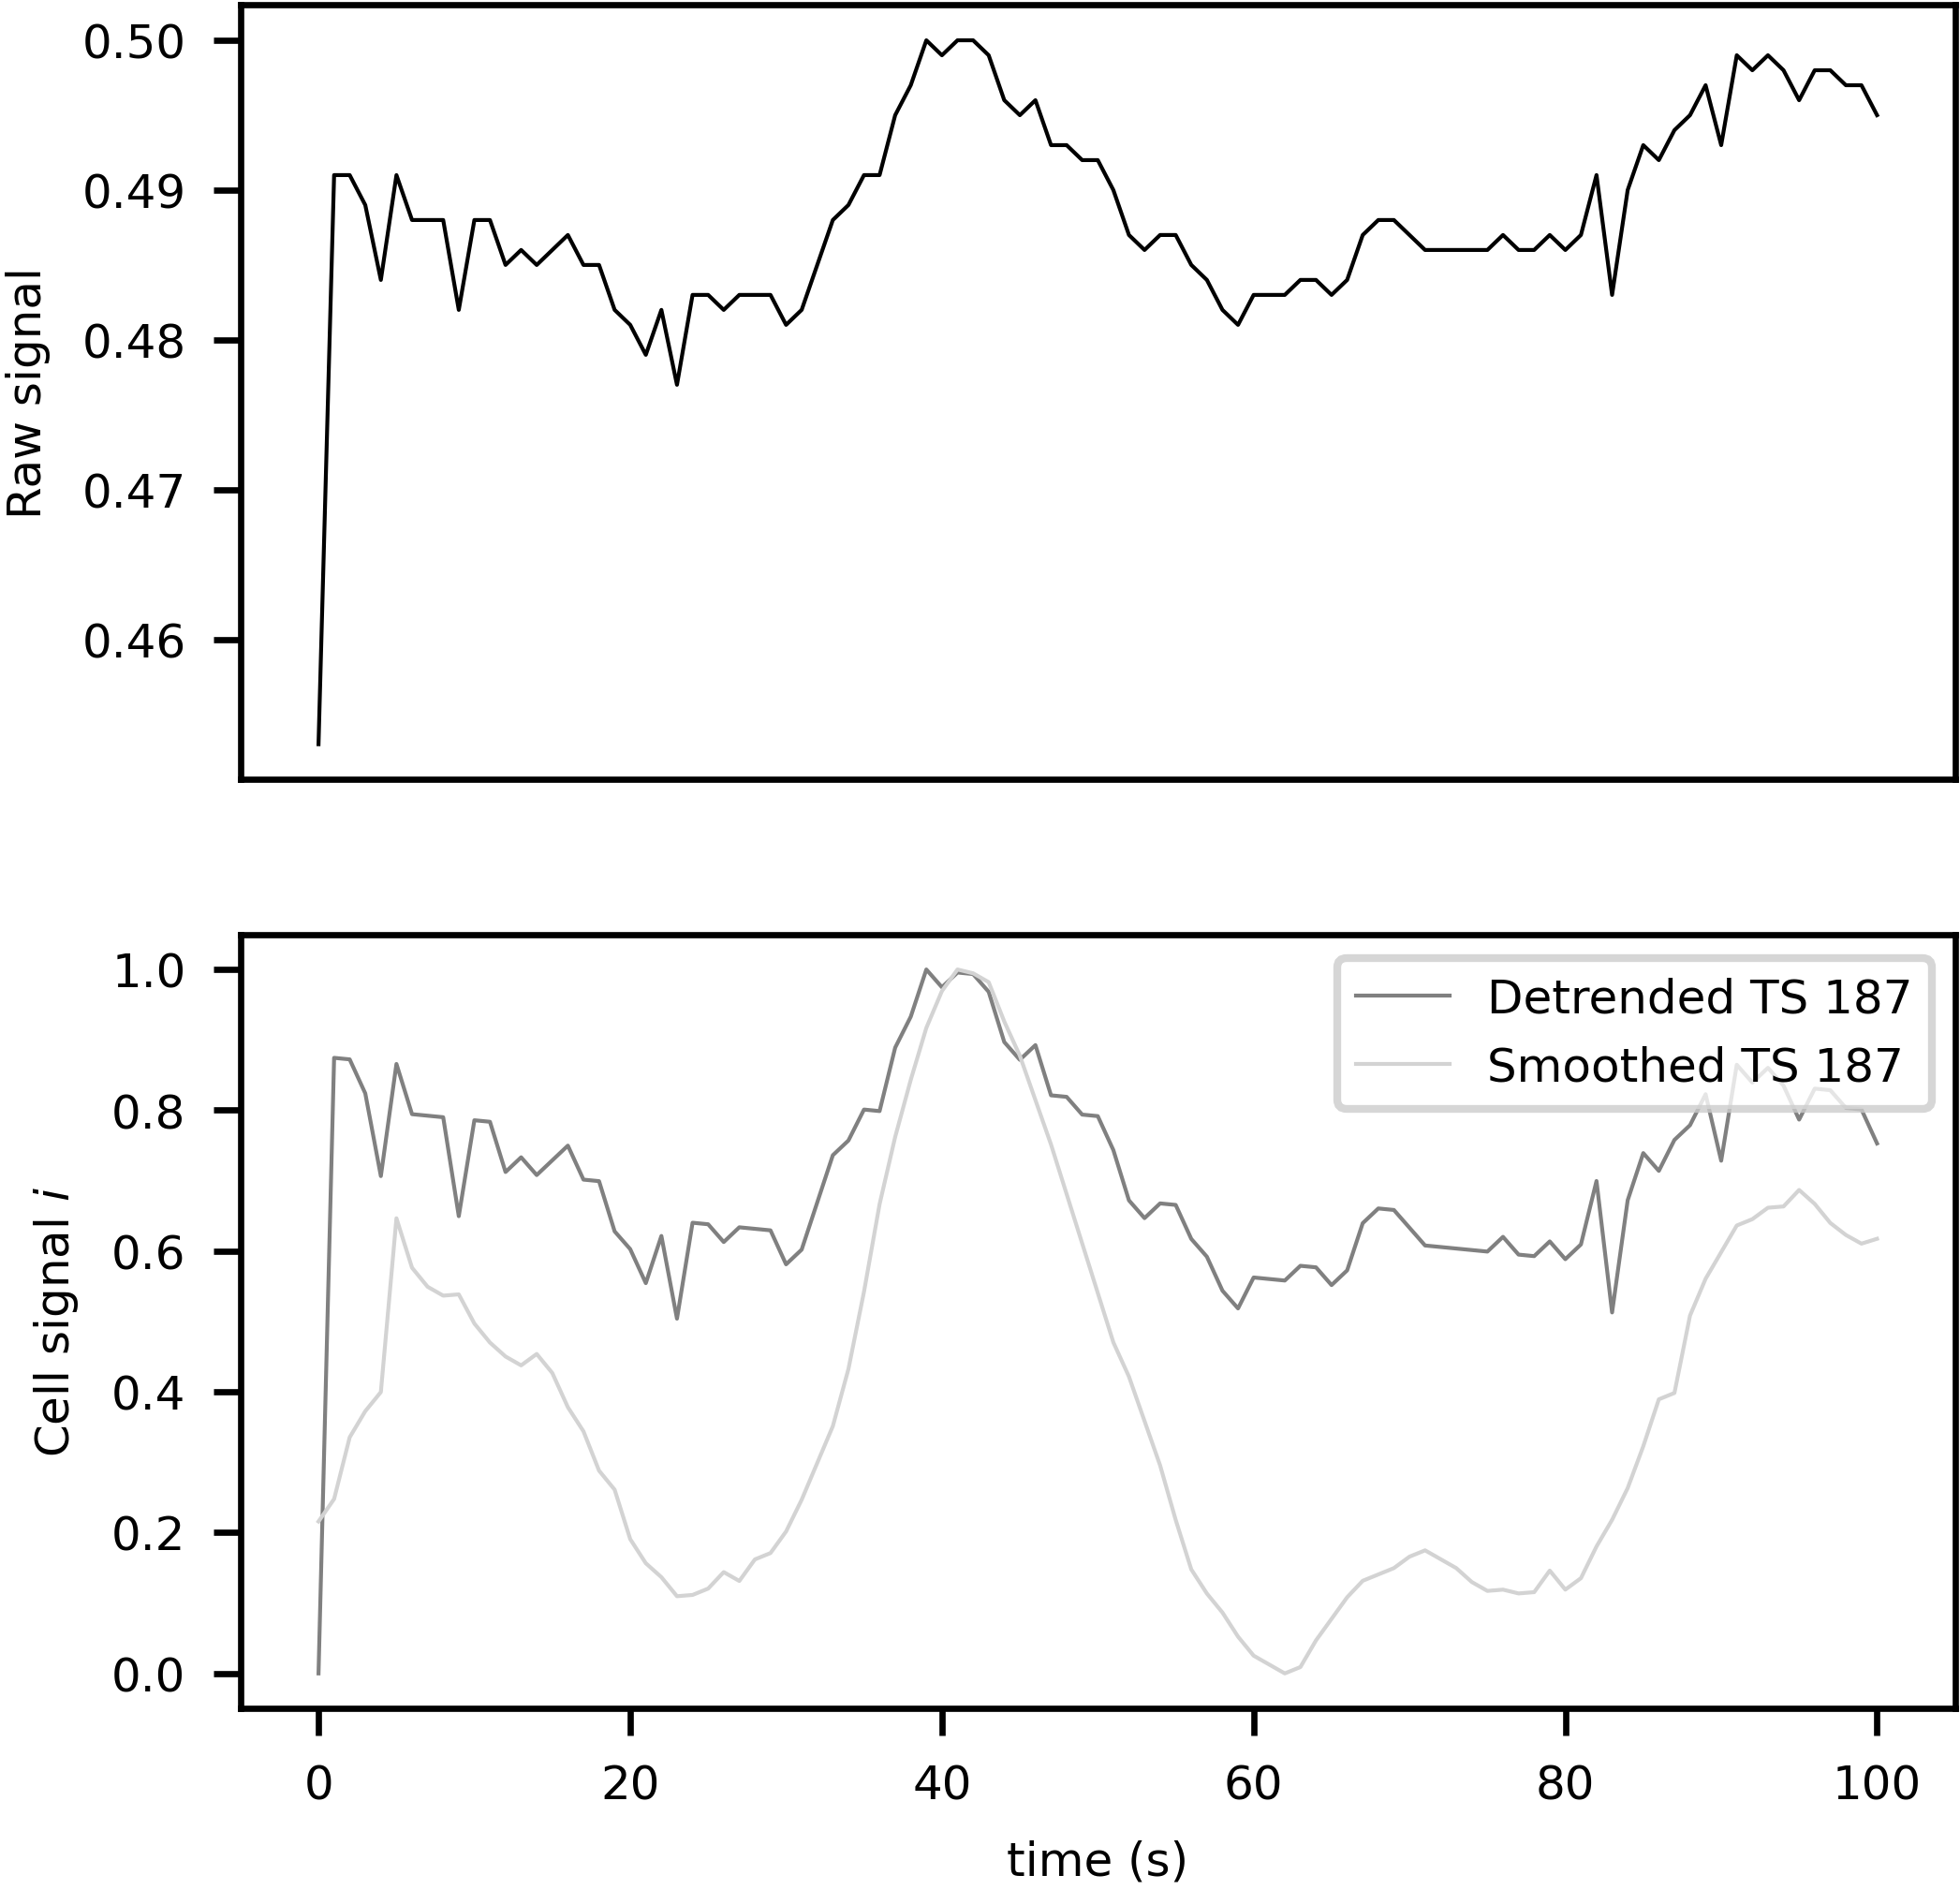 Raw signal
0.50
0.49
0.48
0.47
0.46
Cell signal i
1.0
0.8
0.6
0.4
0.2
0.0
Detrended TS 187
Smoothed TS 187
0 20 40 60 80 100
time (s)